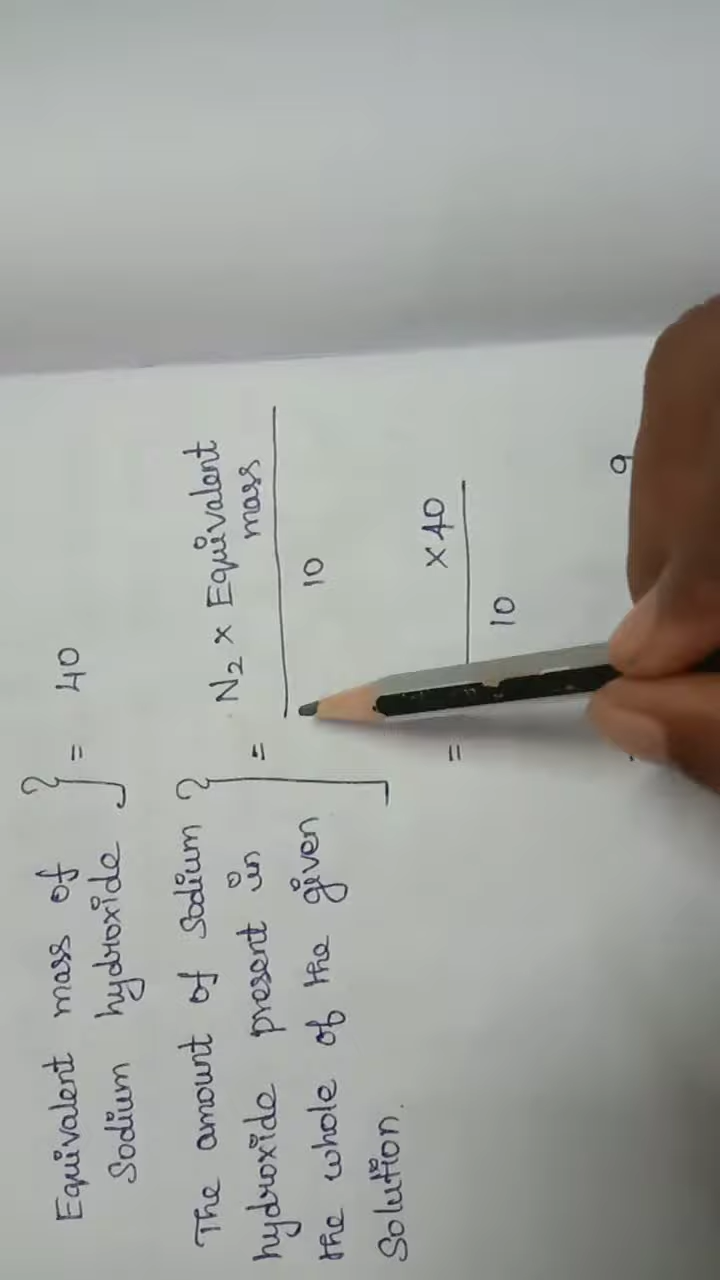 Equivalent mass of
Sodium hydroxide } = 40
The amount of Sodium
hydroxide present in
the whole of the given
Solution.
= N₂ × Equivalent
mass
10
= × 40
10
g